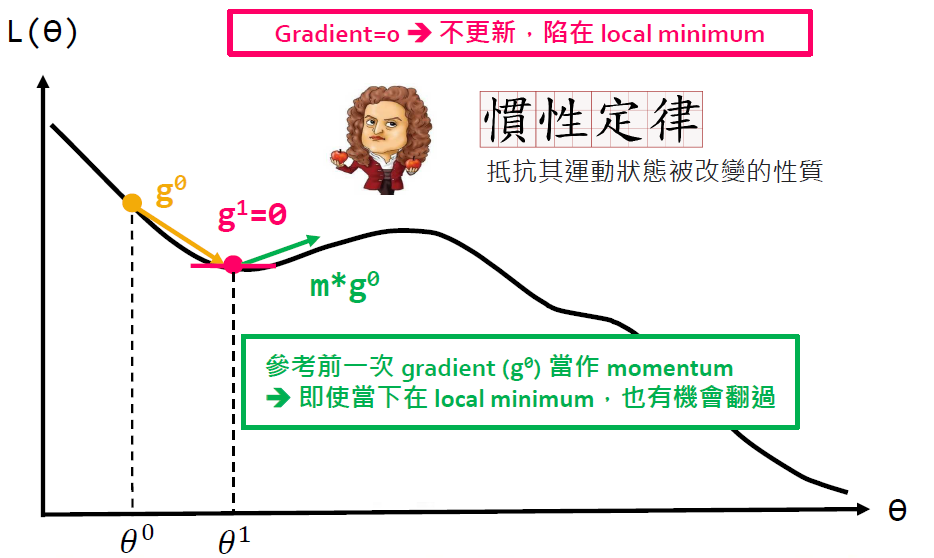 Gradient=0 ➔ 不更新，陷在 local minimum
L(θ)
慣性定律
抵抗其運動狀態被改變的性質
g⁰
g¹=0
m*g⁰
參考前一次 gradient (g⁰) 當作 momentum
➔ 即使當下在 local minimum，也有機會翻過
θ
θ⁰
θ¹